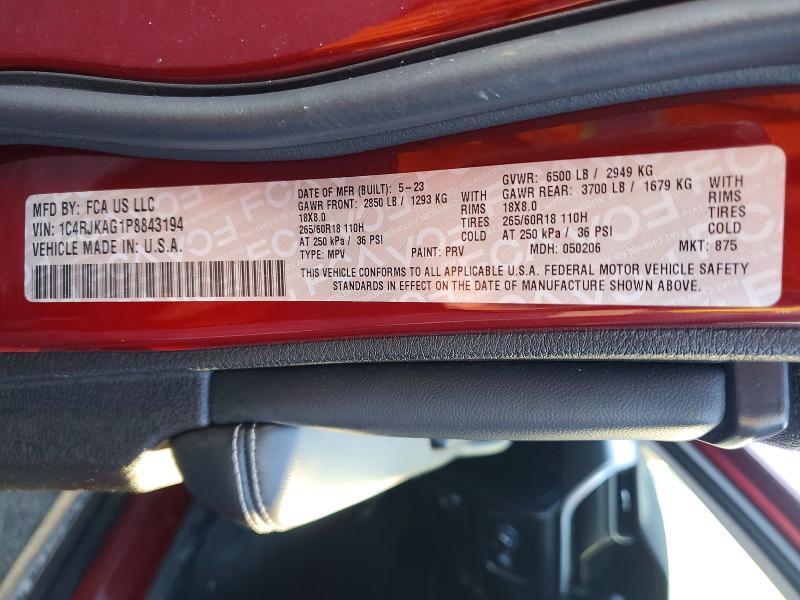 MFD BY: FCA US LLC
VIN: 1C4RJKAG1P8843194
VEHICLE MADE IN U.S.A.
DATE OF MFR (BUILT): 5-23
GAWR FRONT: 2850 LB / 1293 KG WITH
18X8.0 RIMS
265/60R18 110H TIRES
AT 250 kPa / 36 PSI COLD
TYPE: MPV PAINT: PRV MDH: 050206 MKT: 875
GVWR: 6500 LB / 2949 KG
GAWR REAR: 3700 LB / 1679 KG WITH
18X8.0 RIMS
265/60R18 110H TIRES
AT 250 kPa / 36 PSI COLD
THIS VEHICLE CONFORMS TO ALL APPLICABLE U.S.A. FEDERAL MOTOR VEHICLE SAFETY
STANDARDS IN EFFECT ON THE DATE OF MANUFACTURE SHOWN ABOVE.